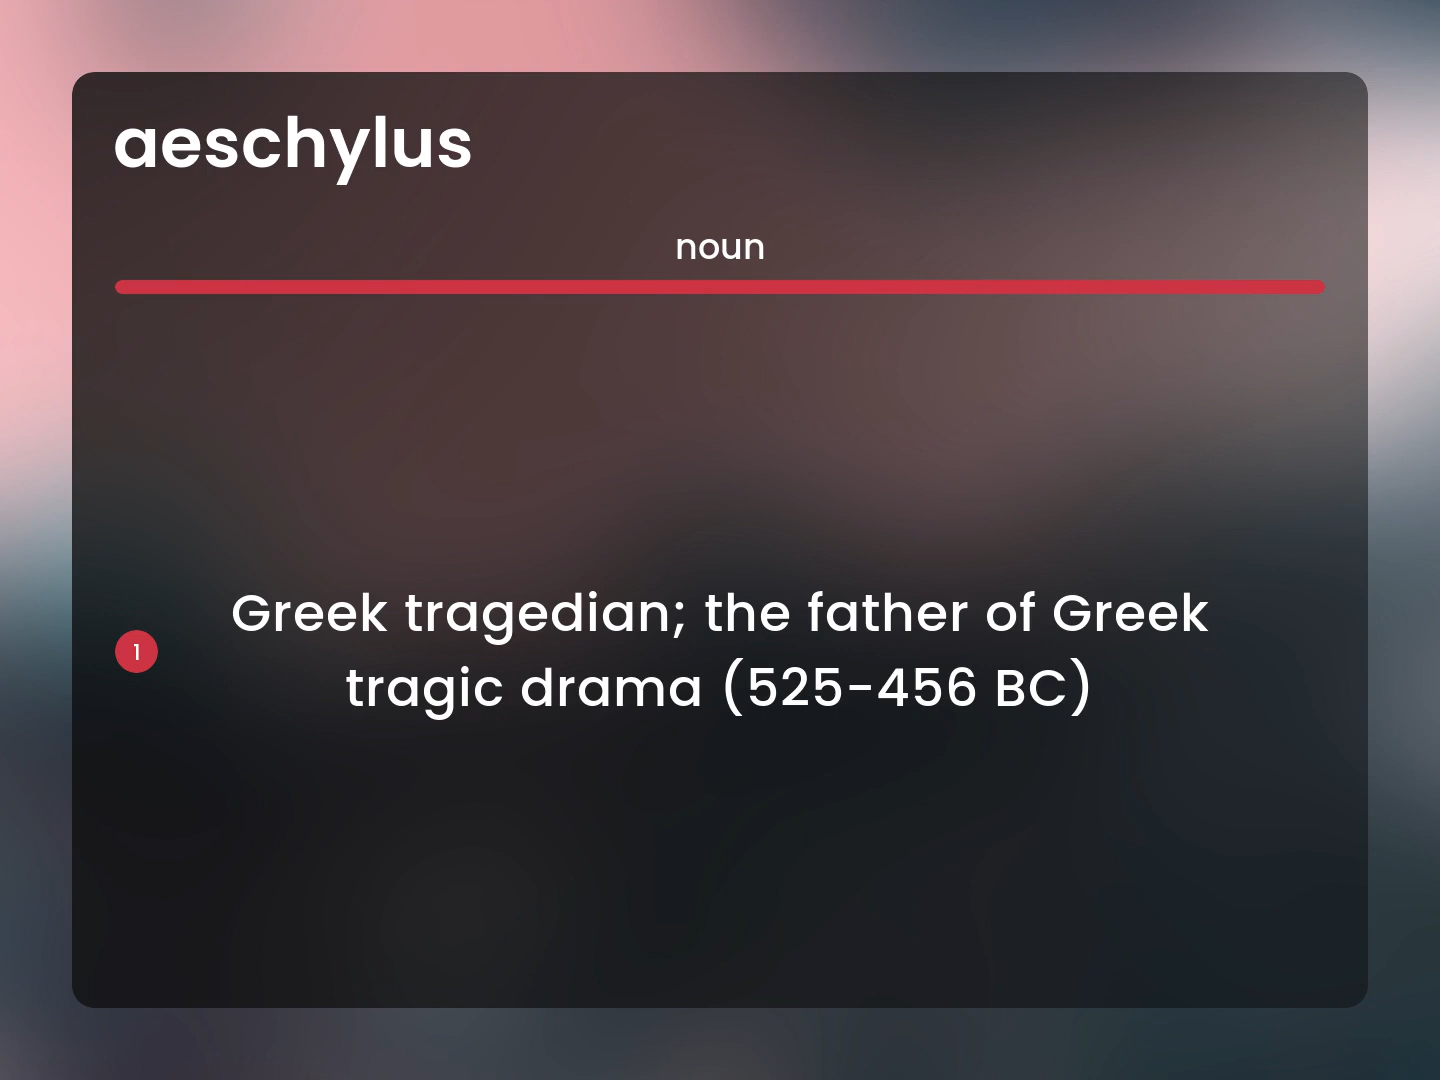 aeschylus
noun
1
Greek tragedian; the father of Greek
tragic drama (525-456 BC)